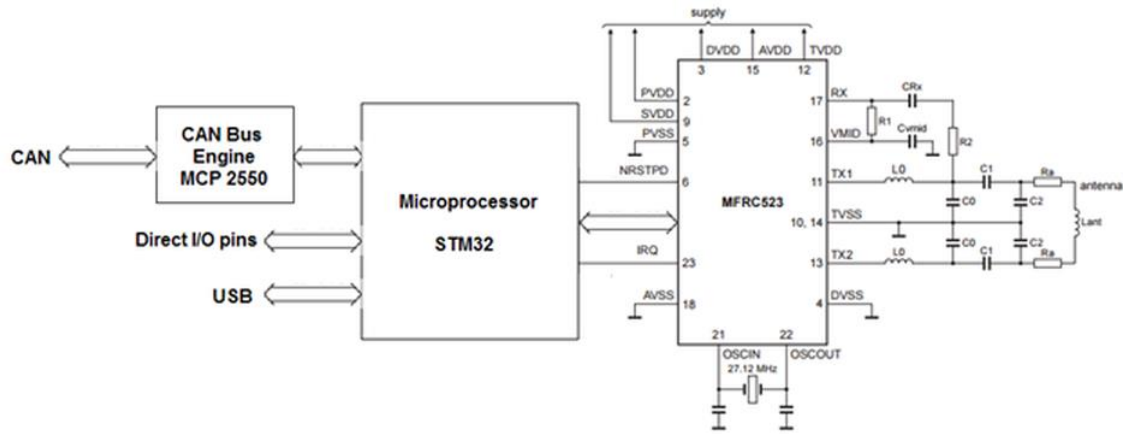 supply
DVDD AVDD TVDD
3 15 12
PVDD
2
SVDD
9
PVSS
5
NRSTPD
6
IRQ
23
AVSS
18
RX
17
CRx
R1
VMID
16
Cvmid
R2
TX1
11
L0
C1
Ra
antenna
MFRC523
C0
C2
TVSS
10, 14
Lant
C0
C2
TX2
13
L0
C1
Ra
DVSS
4
21 22
OSCIN OSCOUT
27.12 MHz
CAN
CAN Bus
Engine
MCP 2550
Direct I/O pins
USB
Microprocessor
STM32